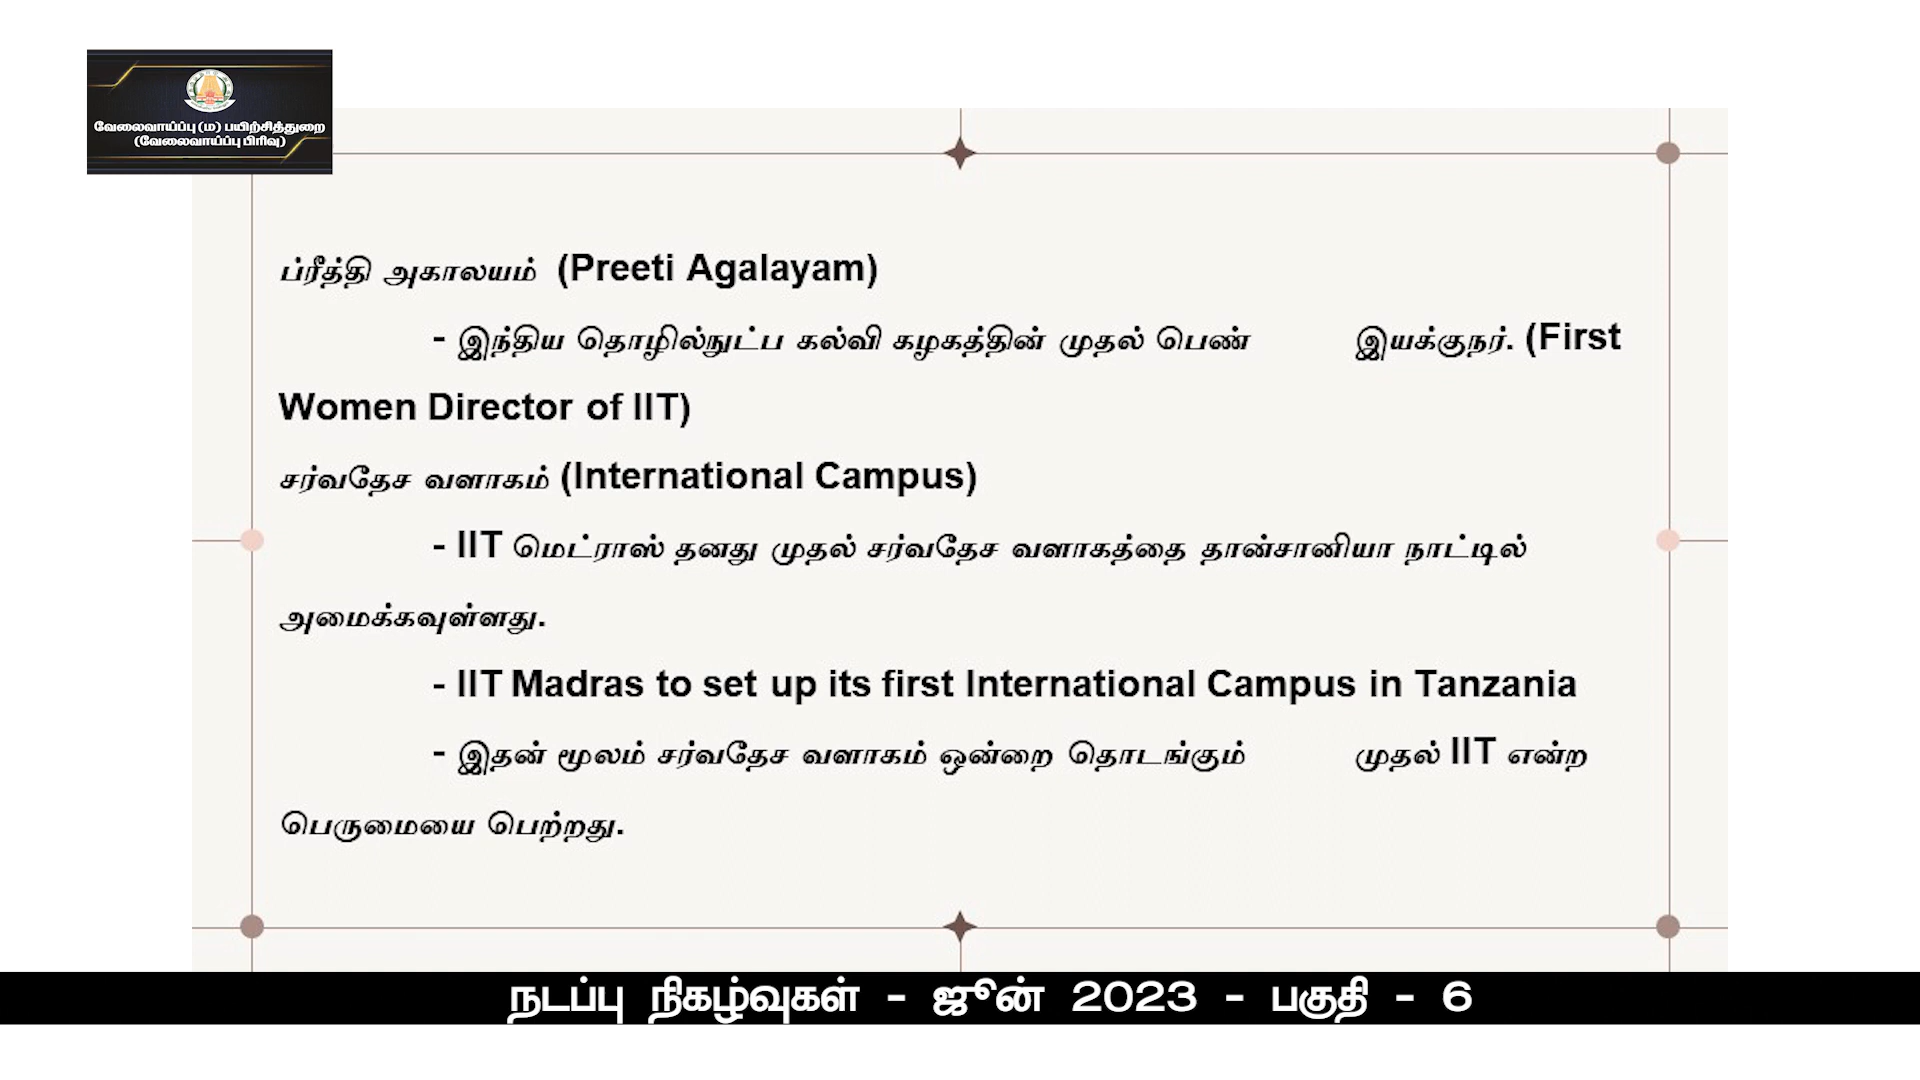 வேலைவாய்ப்பு (ம) பயிற்சித்துறை
(வேலைவாய்ப்பு பிரிவு)
ப்ரீத்தி அகாலயம் (Preeti Agalayam)
- இந்திய தொழில்நுட்ப கல்வி கழகத்தின் முதல் பெண் இயக்குநர். (First
Women Director of IIT)
சர்வதேச வளாகம் (International Campus)
- IIT மெட்ராஸ் தனது முதல் சர்வதேச வளாகத்தை தான்சானியா நாட்டில்
அமைக்கவுள்ளது.
- IIT Madras to set up its first International Campus in Tanzania
- இதன் மூலம் சர்வதேச வளாகம் ஒன்றை தொடங்கும் முதல் IIT என்ற
பெருமையை பெற்றது.
நடப்பு நிகழ்வுகள் - ஜூன் 2023 - பகுதி - 6